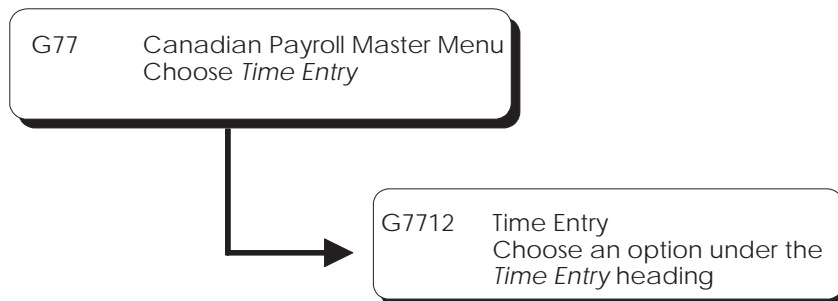 G77 Canadian Payroll Master Menu
Choose Time Entry
G7712 Time Entry
Choose an option under the
Time Entry heading